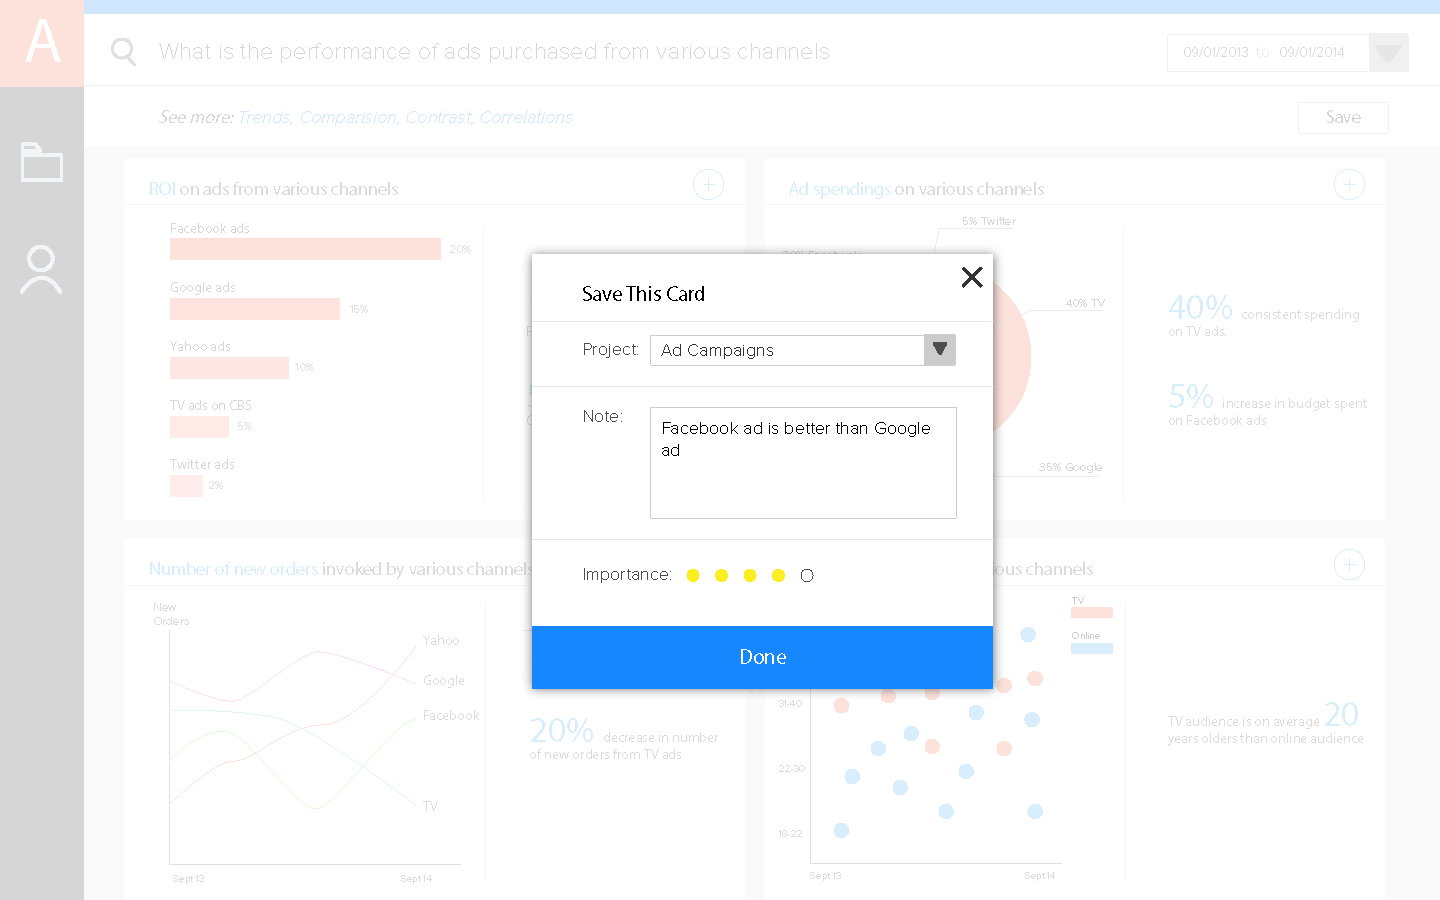 A
What is the performance of ads purchased from various channels
09/01/2013 to 09/01/2014
See more: Trends, Comparision, Contrast, Correlations
Save
ROI on ads from various channels
Facebook ads
20%
Google ads
15%
Yahoo ads
10%
TV ads on CBS
5%
Twitter ads
2%
Ad spendings on various channels
5% Twitter
40% TV
35% Google
40% consistent spending
on TV ads.
5% increase in budget spent
on Facebook ads
Save This Card
Project: Ad Campaigns
Note: Facebook ad is better than Google
ad
Importance:
Done
Number of new orders invoked by various channels
New
Orders
Yahoo
Google
Facebook
TV
Sept 13
Sept 14
20% decrease in number
of new orders from TV ads
channels
TV
Online
31-40
22-30
18-22
Sept 13
Sept 14
TV audience is on average 20
years olders than online audience